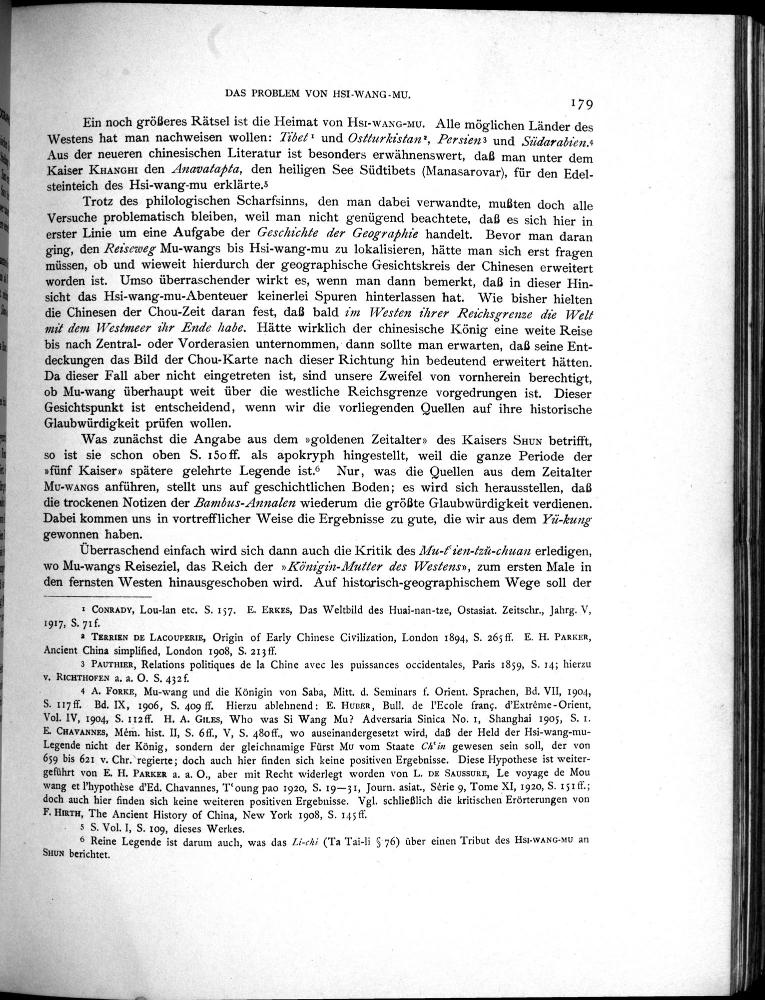 DAS PROBLEM VON HSI-WANG-MU.
179
Ein noch größeres Rätsel ist die Heimat von HSI-WANG-MU. Alle möglichen Länder des
Westens hat man nachweisen wollen: Tibet¹ und Ostturkistan², Persien³ und Südarabien.⁴
Aus der neueren chinesischen Literatur ist besonders erwähnenswert, daß man unter dem
Kaiser KHANGHI den Anavatapta, den heiligen See Südtibets (Manasarovar), für den Edel-
steinteich des Hsi-wang-mu erklärte.⁵
Trotz des philologischen Scharfsinns, den man dabei verwandte, mußten doch alle
Versuche problematisch bleiben, weil man nicht genügend beachtete, daß es sich hier in
erster Linie um eine Aufgabe der Geschichte der Geographie handelt. Bevor man daran
ging, den Reiseweg Mu-wangs bis Hsi-wang-mu zu lokalisieren, hätte man sich erst fragen
müssen, ob und wieweit hierdurch der geographische Gesichtskreis der Chinesen erweitert
worden ist. Umso überraschender wirkt es, wenn man dann bemerkt, daß in dieser Hin-
sicht das Hsi-wang-mu-Abenteuer keinerlei Spuren hinterlassen hat. Wie bisher hielten
die Chinesen der Chou-Zeit daran fest, daß bald im Westen ihrer Reichsgrenze die Welt
mit dem Westmeer ihr Ende habe. Hätte wirklich der chinesische König eine weite Reise
bis nach Zentral- oder Vorderasien unternommen, dann sollte man erwarten, daß seine Ent-
deckungen das Bild der Chou-Karte nach dieser Richtung hin bedeutend erweitert hätten.
Da dieser Fall aber nicht eingetreten ist, sind unsere Zweifel von vornherein berechtigt,
ob Mu-wang überhaupt weit über die westliche Reichsgrenze vorgedrungen ist. Dieser
Gesichtspunkt ist entscheidend, wenn wir die vorliegenden Quellen auf ihre historische
Glaubwürdigkeit prüfen wollen.
Was zunächst die Angabe aus dem »goldenen Zeitalter» des Kaisers SHUN betrifft,
so ist sie schon oben S. 150ff. als apokryph hingestellt, weil die ganze Periode der
»fünf Kaiser» spätere gelehrte Legende ist.⁶ Nur, was die Quellen aus dem Zeitalter
MU-WANGS anführen, stellt uns auf geschichtlichen Boden; es wird sich herausstellen, daß
die trockenen Notizen der Bambus-Annalen wiederum die größte Glaubwürdigkeit verdienen.
Dabei kommen uns in vortrefflicher Weise die Ergebnisse zu gute, die wir aus dem Yü-kung
gewonnen haben.
Überraschend einfach wird sich dann auch die Kritik des Mu-t'ien-tzŭ-chuan erledigen,
wo Mu-wangs Reiseziel, das Reich der »Königin-Mutter des Westens», zum ersten Male in
den fernsten Westen hinausgeschoben wird. Auf historisch-geographischem Wege soll der
¹ CONRADY, Lou-lan etc. S. 157. E. ERKES, Das Weltbild des Huai-nan-tze, Ostasiat. Zeitschr., Jahrg. V,
1917, S. 71f.
² TERRIEN DE LACOUPERIE, Origin of Early Chinese Civilization, London 1894, S. 265ff. E. H. PARKER,
Ancient China simplified, London 1908, S. 213ff.
³ PAUTHIER, Relations politiques de la Chine avec les puissances occidentales, Paris 1859, S. 14; hierzu
v. RICHTHOFEN a. a. O. S. 432f.
⁴ A. FORKE, Mu-wang und die Königin von Saba, Mitt. d. Seminars f. Orient. Sprachen, Bd. VII, 1904,
S. 117ff. Bd. IX, 1906, S. 409ff. Hierzu ablehnend: E. HUBER, Bull. de l'Ecole franç. d'Extrême-Orient,
Vol. IV, 1904, S. 112ff. H. A. GILES, Who was Si Wang Mu? Adversaria Sinica No. 1, Shanghai 1905, S. 1.
E. CHAVANNES, Mém. hist. II, S. 6ff., V, S. 480ff., wo auseinandergesetzt wird, daß der Held der Hsi-wang-mu-
Legende nicht der König, sondern der gleichnamige Fürst Mu vom Staate Ch'in gewesen sein soll, der von
659 bis 621 v. Chr. regierte; doch auch hier finden sich keine positiven Ergebnisse. Diese Hypothese ist weiter-
geführt von E. H. PARKER a. a. O., aber mit Recht widerlegt worden von L. DE SAUSSURE, Le voyage de Mou
wang et l'hypothèse d'Ed. Chavannes, T'oung pao 1920, S. 19—31, Journ. asiat., Série 9, Tome XI, 1920, S. 151ff.;
doch auch hier finden sich keine weiteren positiven Ergebnisse. Vgl. schließlich die kritischen Erörterungen von
F. HIRTH, The Ancient History of China, New York 1908, S. 145ff.
⁵ S. Vol. I, S. 109, dieses Werkes.
⁶ Reine Legende ist darum auch, was das Li-chi (Ta Tai-li § 76) über einen Tribut des HSI-WANG-MU an
SHUN berichtet.